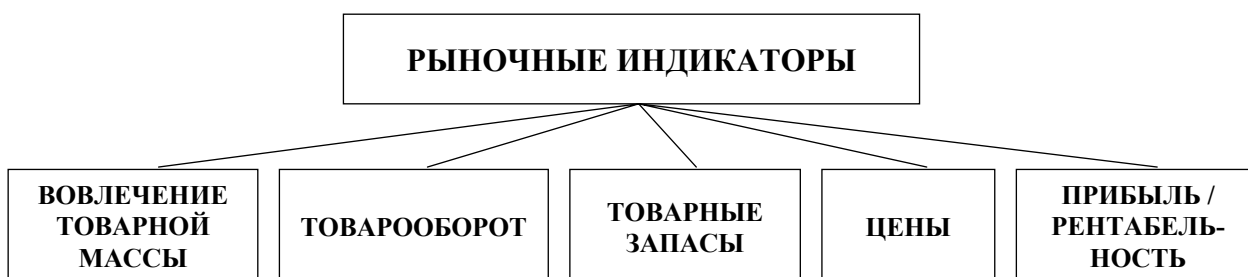 РЫНОЧНЫЕ ИНДИКАТОРЫ
ВОВЛЕЧЕНИЕ
ТОВАРНОЙ
МАССЫ
ТОВАРООБОРОТ
ТОВАРНЫЕ
ЗАПАСЫ
ЦЕНЫ
ПРИБЫЛЬ /
РЕНТАБЕЛЬ-
НОСТЬ